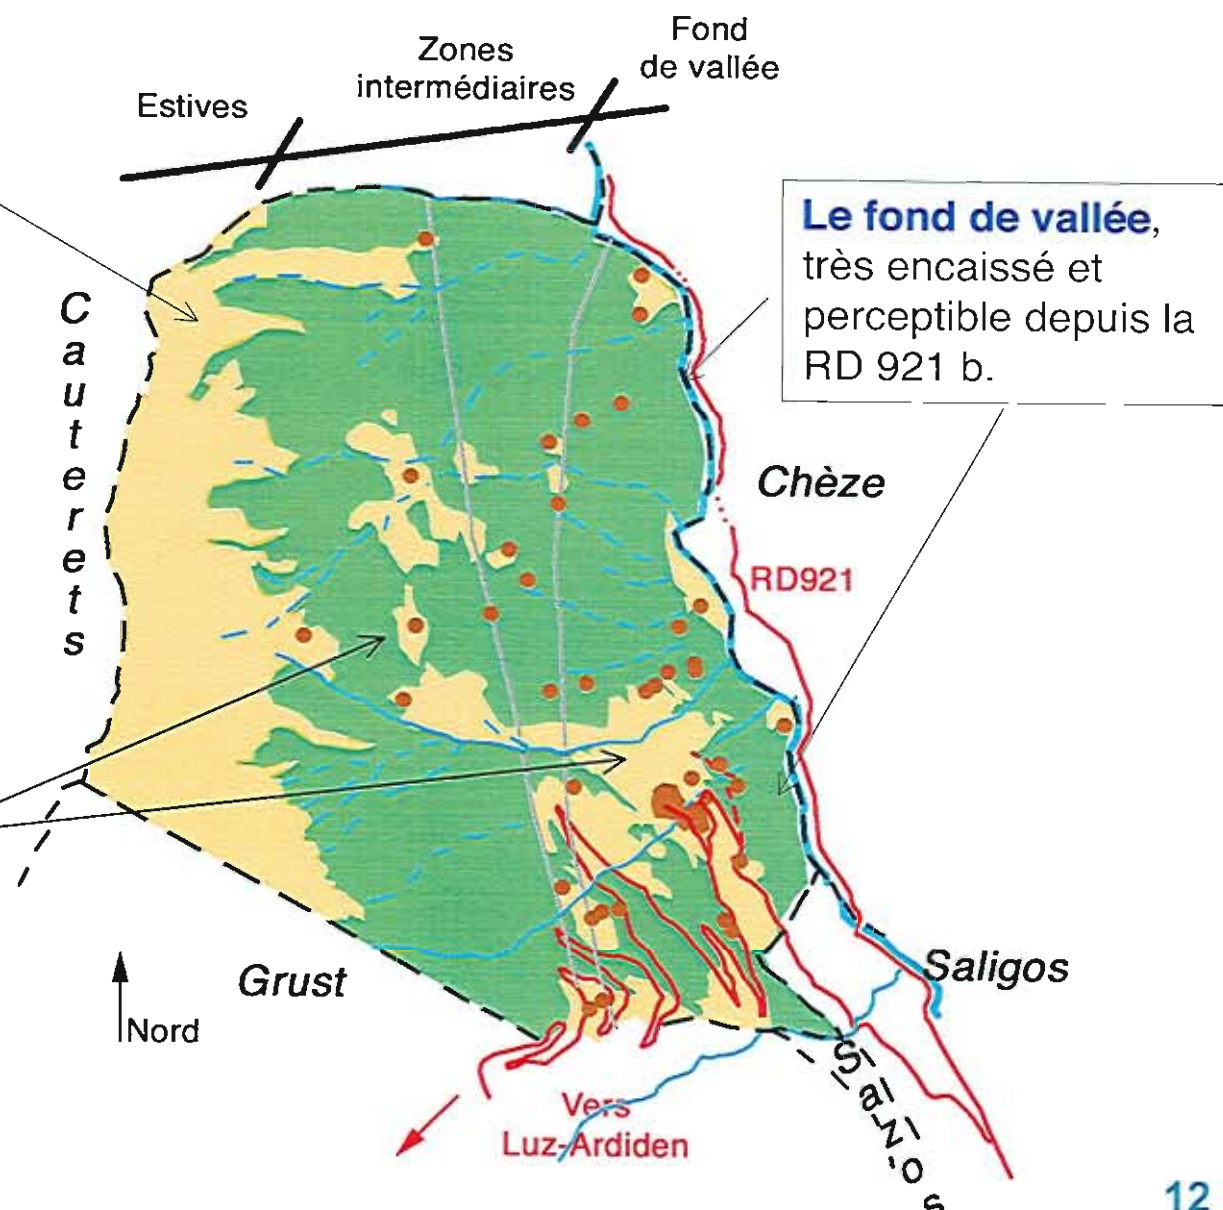 Fond
de vallée
Zones
intermédiaires
Estives
Le fond de vallée,
très encaissé et
perceptible depuis la
RD 921 b.
Cauterets
Chèze
RD921
Grust
Nord
Saligos
Vers
Luz-Ardiden
Sazos
12